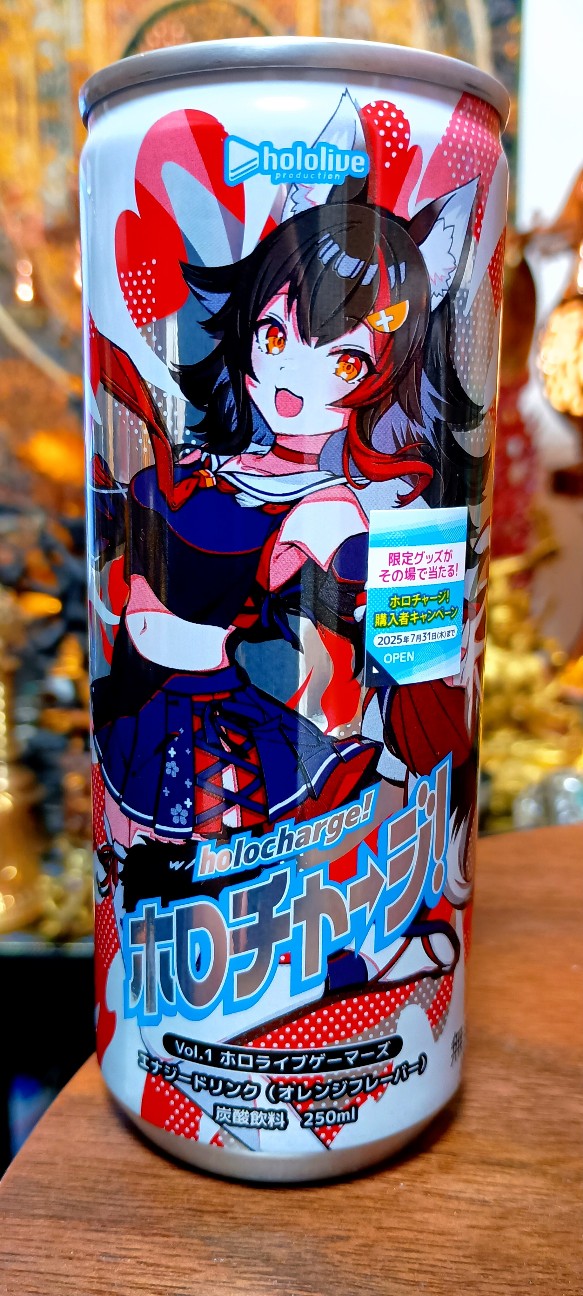 hololive
production
限定グッズが
その場で当たる!
ホロチャージ!
購入者キャンペーン
2025年7月31日(木)まで
OPEN
holocharge!
ホロチャージ!
Vol.1 ホロライブゲーマーズ
エナジードリンク(オレンジフレーバー)
炭酸飲料 250ml